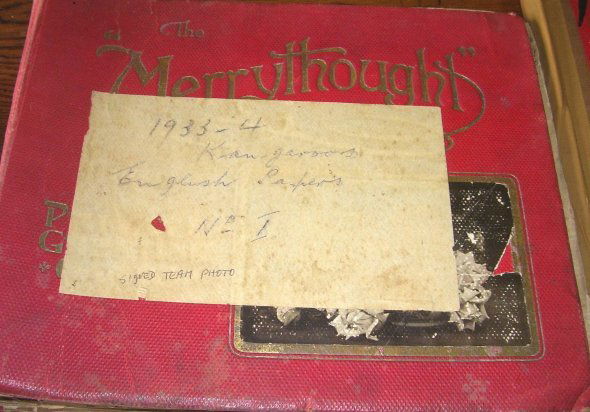 The
"Merrythought"
1933-4
Kangaroos
English Papers
No I
SIGNED TEAM PHOTO
P
G